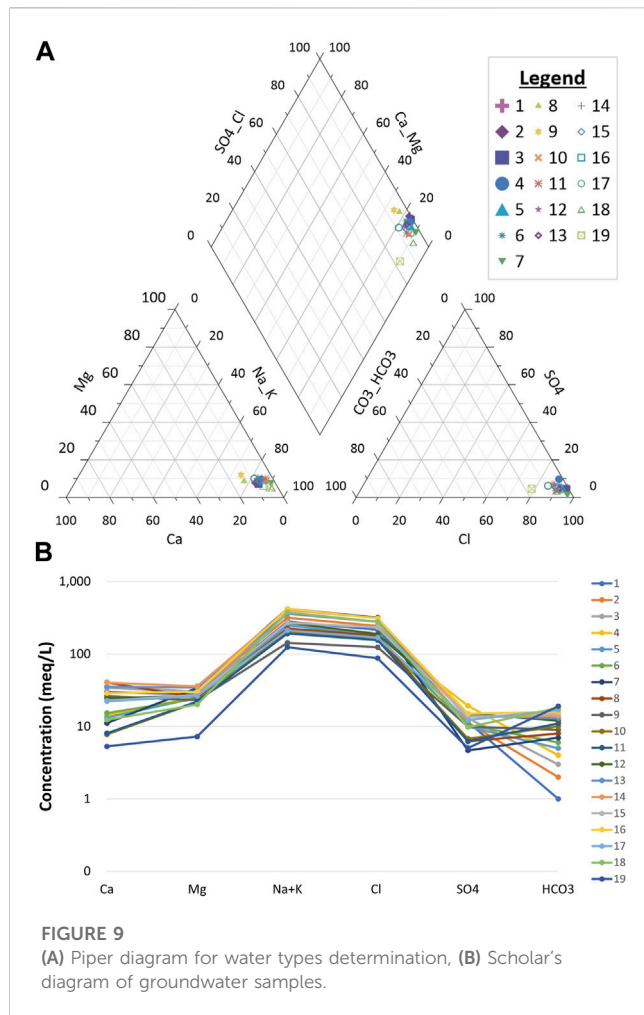 A
100 100
80 80
60 60
40 40
20 20
0 0
SO4_Cl
Ca_Mg
Legend
1 8 14
2 9 15
3 10 16
4 11 17
5 12 18
6 13 19
7
100 0
80 20
60 40
40 60
20 80
0 100
Mg
Na_K
100 80 60 40 20 0
Ca
CO3_HCO3
SO4
100 0
80 20
60 40
40 60
20 80
100 0
0 20 40 60 80 100
Cl
B
Concentration (meq/L)
1,000
100
10
1
0
Ca Mg Na+K Cl SO4 HCO3
1
2
3
4
5
6
7
8
9
10
11
12
13
14
15
16
17
18
19
FIGURE 9
(A) Piper diagram for water types determination, (B) Scholar's
diagram of groundwater samples.